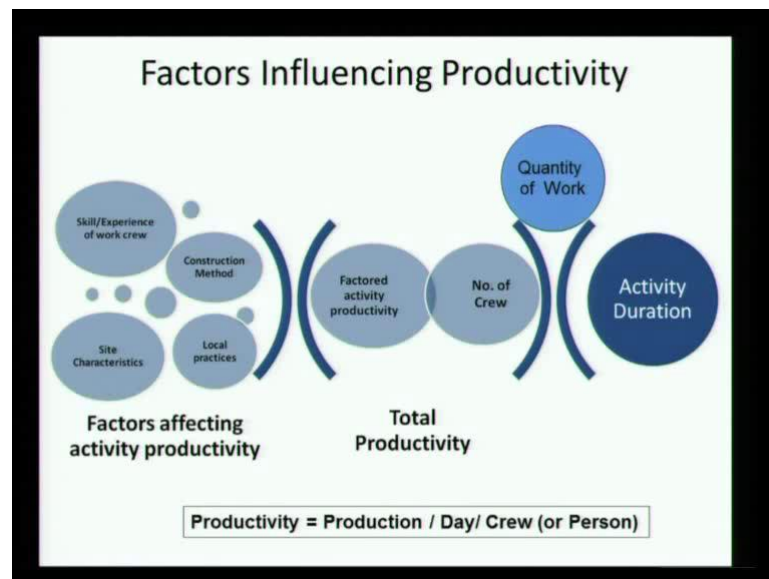 Factors Influencing Productivity
Quantity
of Work
Skill/Experience
of work crew
Construction
Method
Factored
activity
productivity
No. of
Crew
Activity
Duration
Site
Characteristics
Local
practices
Factors affecting
activity productivity
Total
Productivity
Productivity = Production / Day/ Crew (or Person)